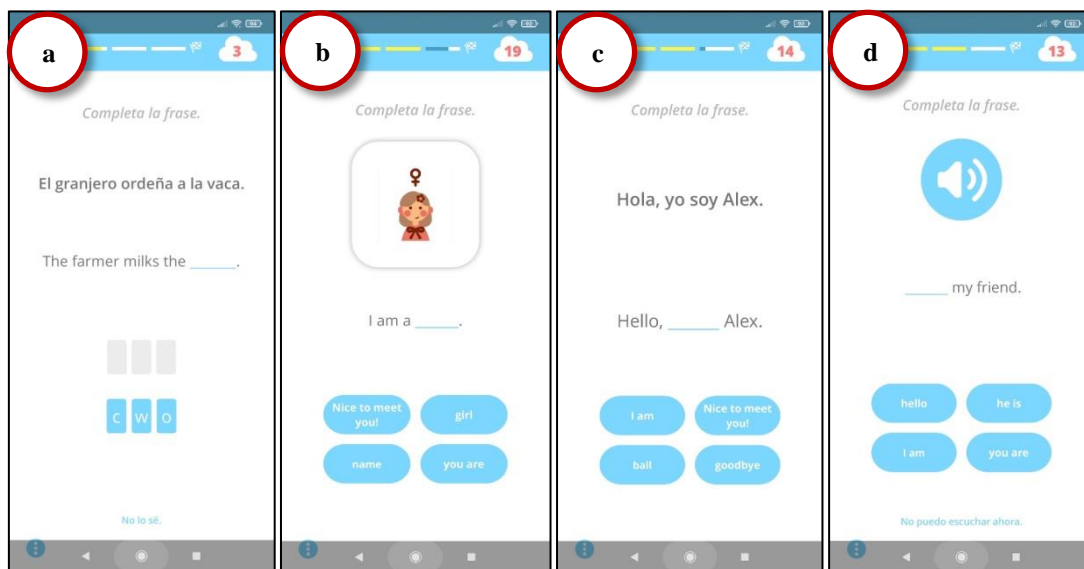 a
3
Completa la frase.
El granjero ordeña a la vaca.
The farmer milks the ______.
C W O
No lo sé.
b
19
Completa la frase.
I am a ______.
Nice to meet you!
girl
name
you are
c
14
Completa la frase.
Hola, yo soy Alex.
Hello, ______ Alex.
I am
Nice to meet you!
ball
goodbye
d
13
Completa la frase.
______ my friend.
hello
he is
I am
you are
No puedo escuchar ahora.